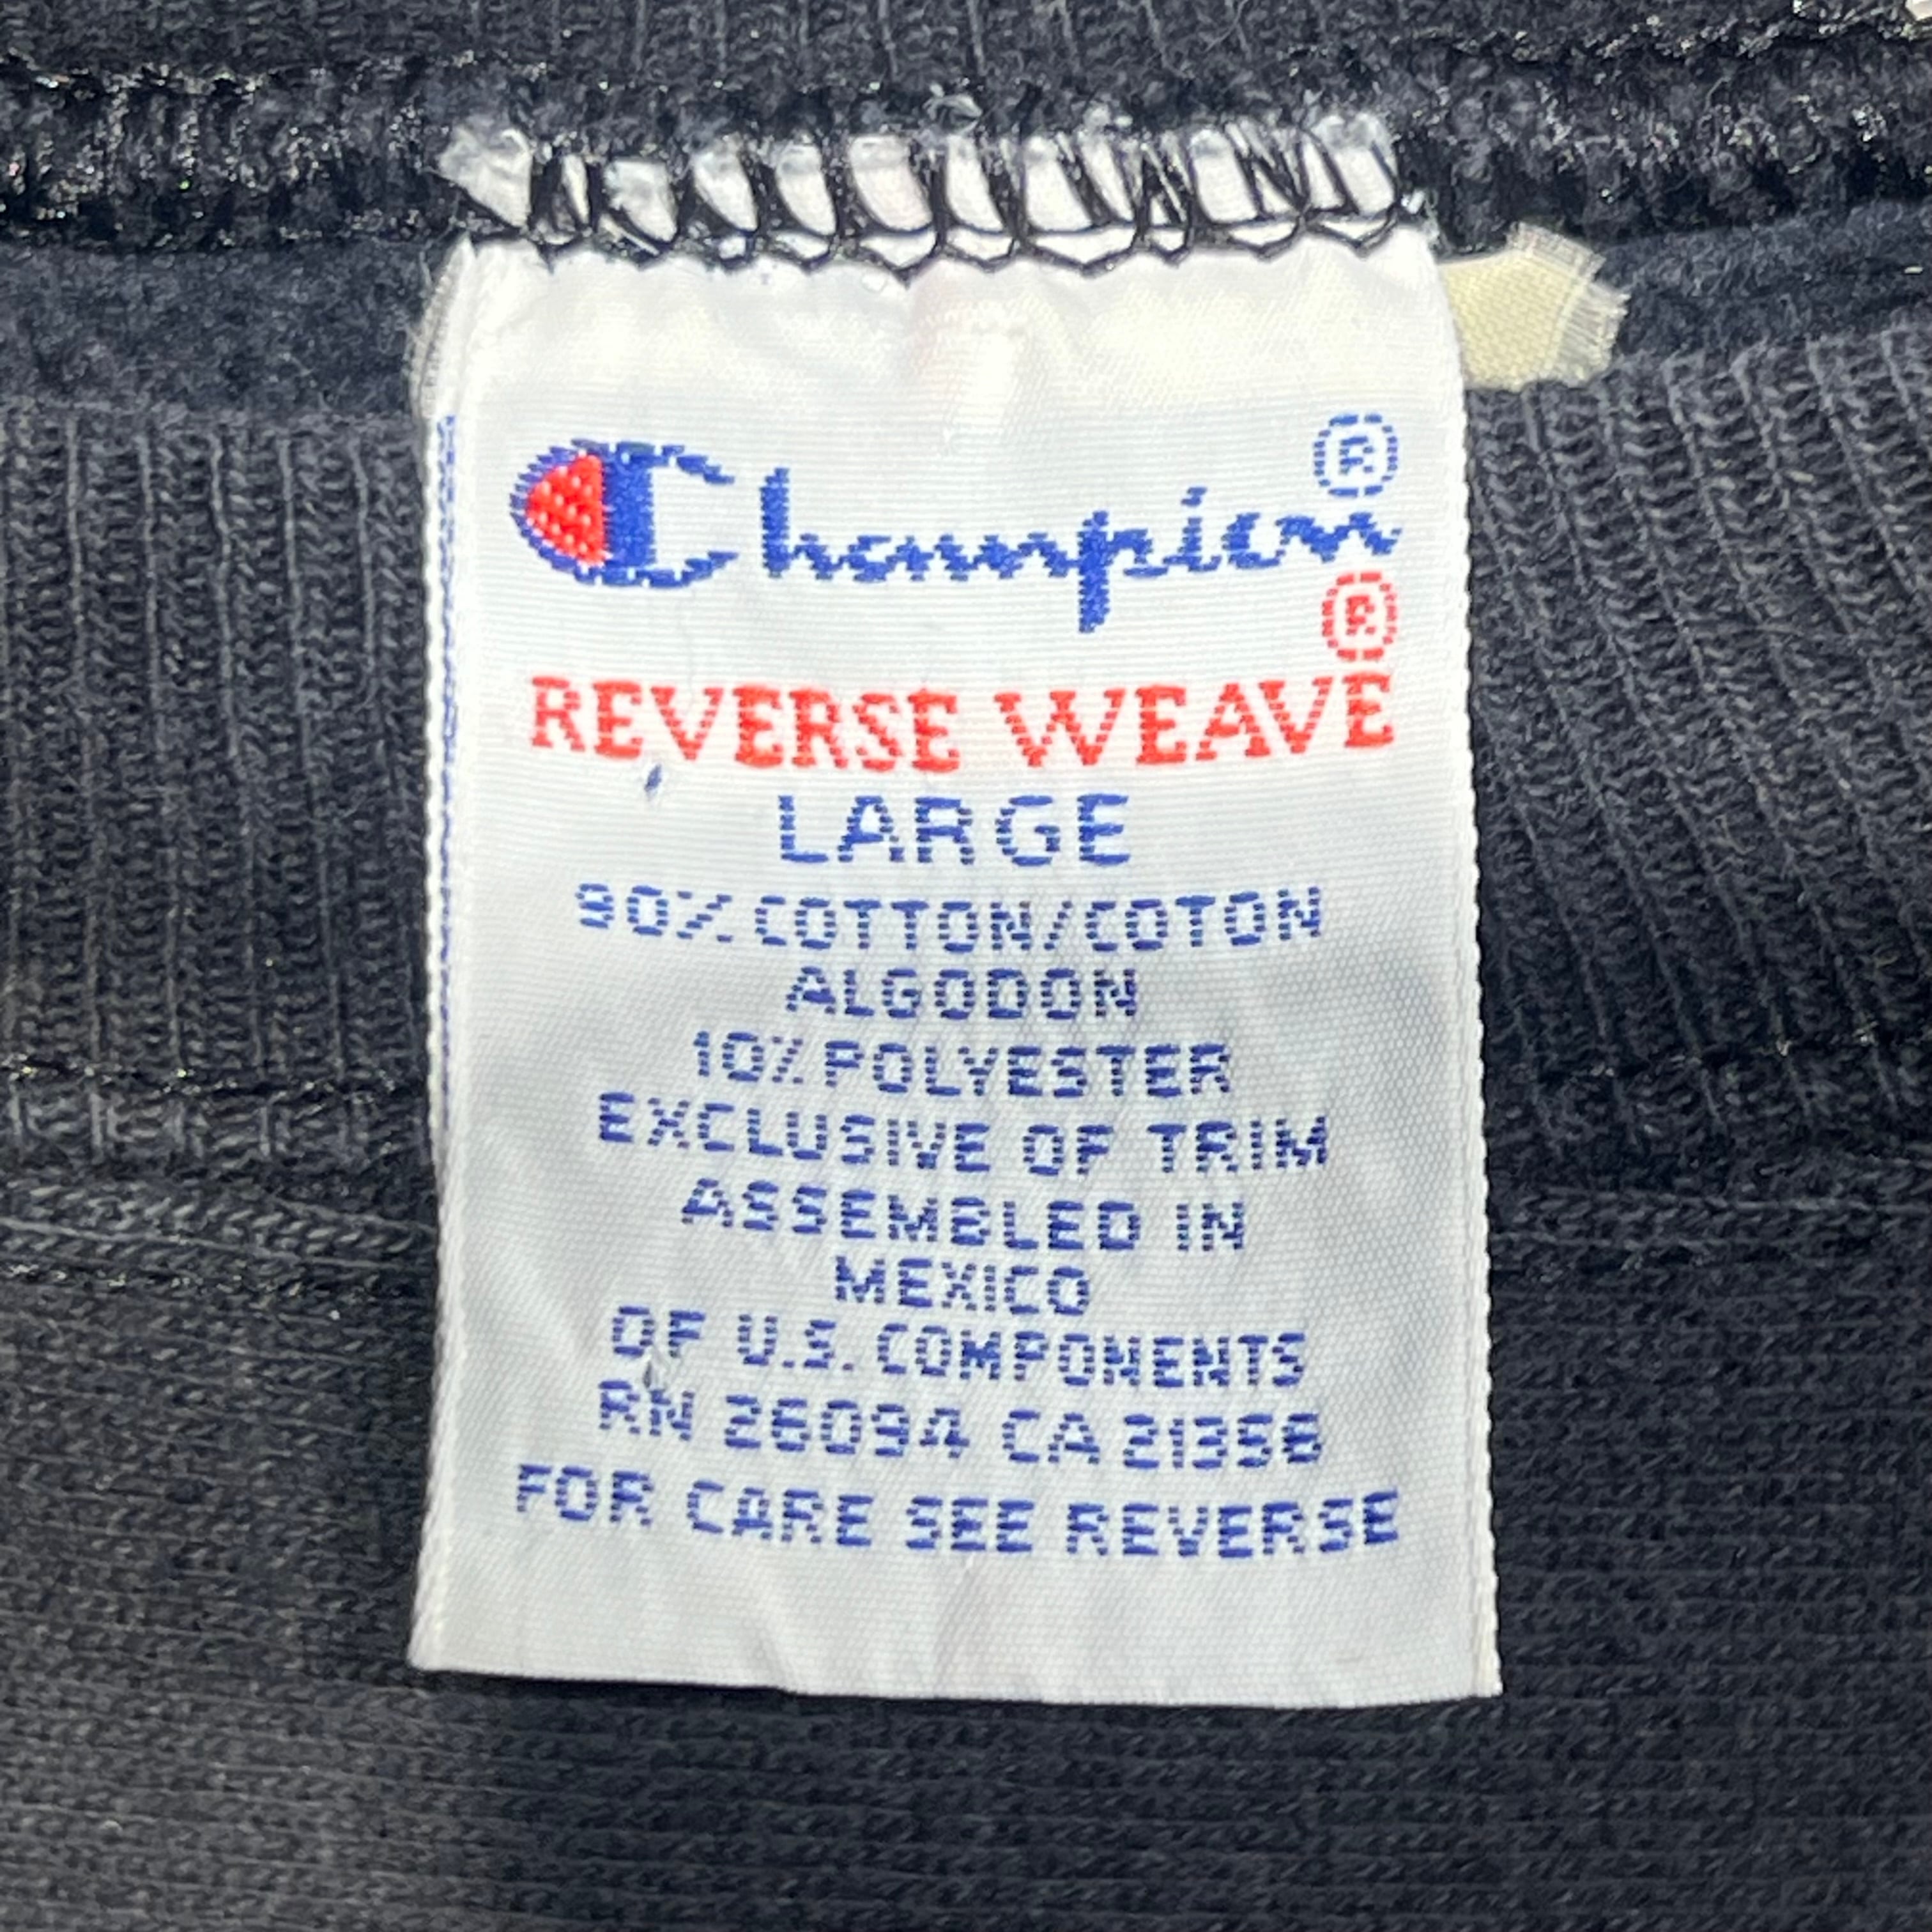 Champion®
®
REVERSE WEAVE
LARGE
90% COTTON/COTON
ALGODON
10% POLYESTER
EXCLUSIVE OF TRIM
ASSEMBLED IN
MEXICO
OF U.S. COMPONENTS
RN 26094 CA 21356
FOR CARE SEE REVERSE